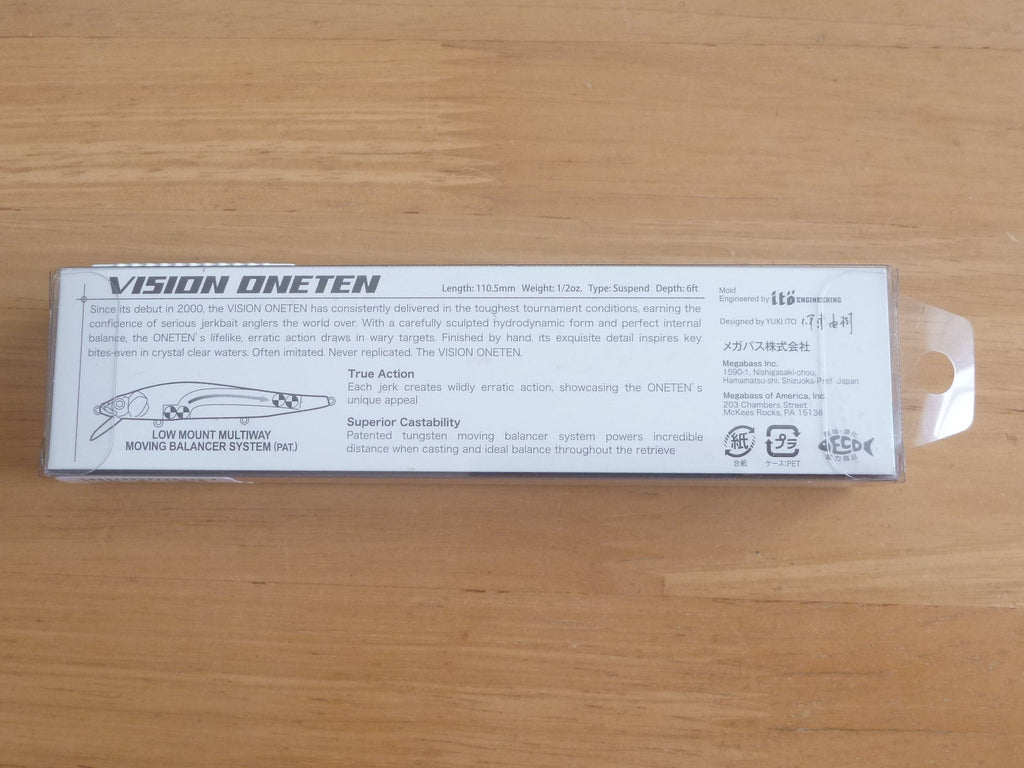 VISION ONETEN
Length: 110.5mm Weight: 1/2oz. Type: Suspend Depth: 6ft
Since its debut in 2000, the VISION ONETEN has consistently delivered in the toughest tournament conditions, earning the
confidence of serious jerkbait anglers the world over. With a carefully sculpted hydrodynamic form and perfect internal
balance, the ONETEN's lifelike, erratic action draws in wary targets. Finished by hand, its exquisite detail inspires key
bites-even in crystal clear waters. Often imitated. Never replicated. The VISION ONETEN.
LOW MOUNT MULTIWAY
MOVING BALANCER SYSTEM (PAT.)
True Action
Each jerk creates wildly erratic action, showcasing the ONETEN's
unique appeal
Superior Castability
Patented tungsten moving balancer system powers incredible
distance when casting and ideal balance throughout the retrieve
Mold
Engineered by itö ENGINEERING
Designed by YUKI ITO
メガバス株式会社
Megabass Inc.
1590-1, Nishigasaki-chou,
Hamamatsu-shi, Shizuoka-Pref. Japan
Megabass of America, Inc.
203 Chambers Street
McKees Rocks, PA 15136
紙
台紙
プラ
ケース:PET
ECO